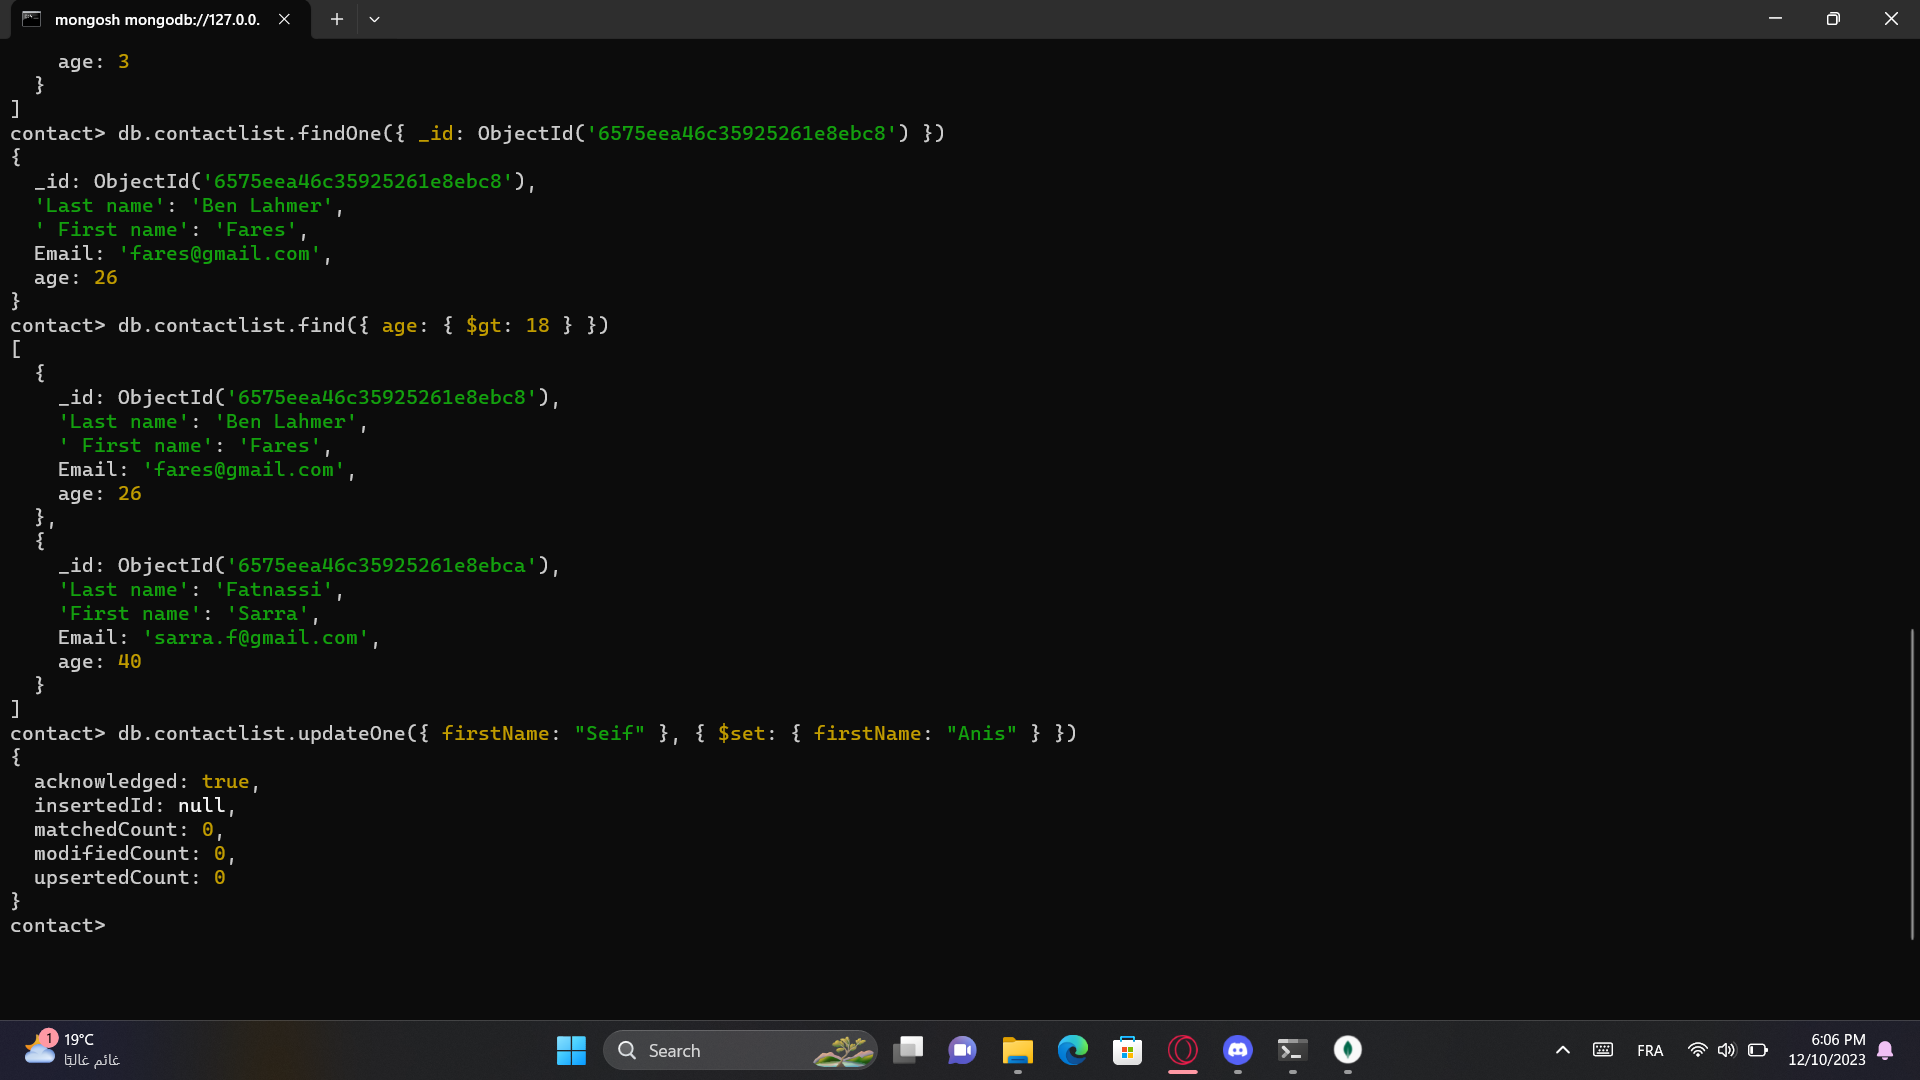 mongosh mongodb://127.0.0.
    age: 3
  }
]
contact> db.contactlist.findOne({ _id: ObjectId('6575eea46c35925261e8ebc8') })
{
  _id: ObjectId('6575eea46c35925261e8ebc8'),
  'Last name': 'Ben Lahmer',
  ' First name': 'Fares',
  Email: 'fares@gmail.com',
  age: 26
}
contact> db.contactlist.find({ age: { $gt: 18 } })
[
  {
    _id: ObjectId('6575eea46c35925261e8ebc8'),
    'Last name': 'Ben Lahmer',
    ' First name': 'Fares',
    Email: 'fares@gmail.com',
    age: 26
  },
  {
    _id: ObjectId('6575eea46c35925261e8ebca'),
    'Last name': 'Fatnassi',
    'First name': 'Sarra',
    Email: 'sarra.f@gmail.com',
    age: 40
  }
]
contact> db.contactlist.updateOne({ firstName: "Seif" }, { $set: { firstName: "Anis" } })
{
  acknowledged: true,
  insertedId: null,
  matchedCount: 0,
  modifiedCount: 0,
  upsertedCount: 0
}
contact>
1
19°C
غائم غالبًا
Search
FRA
6:06 PM
12/10/2023